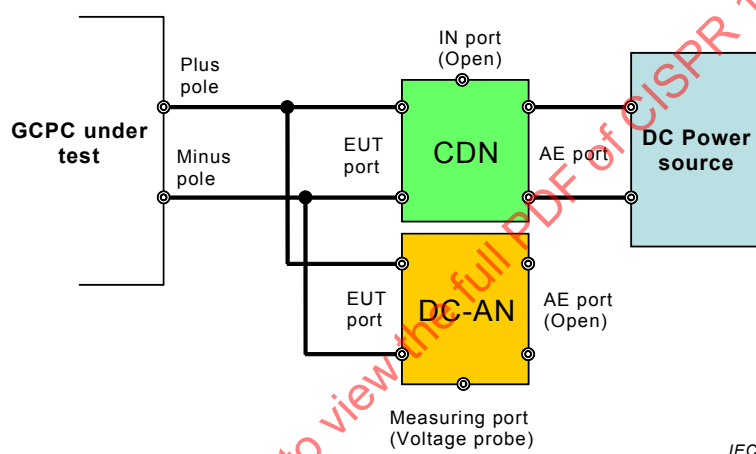 IN port
(Open)
Plus
pole
GCPC under
test
EUT
port
CDN
AE port
DC Power
source
Minus
pole
EUT
port
DC-AN
AE port
(Open)
Measuring port
(Voltage probe)
IEC
to view the full PDF of CISPR 1